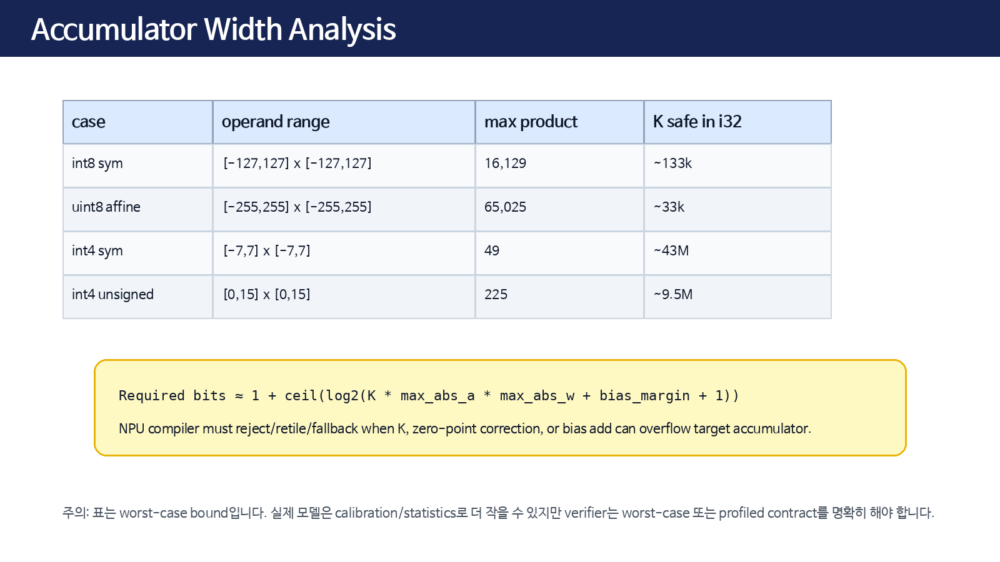 Accumulator Width Analysis
case operand range max product K safe in i32
int8 sym [-127,127] x [-127,127] 16,129 ~133k
uint8 affine [-255,255] x [-255,255] 65,025 ~33k
int4 sym [-7,7] x [-7,7] 49 ~43M
int4 unsigned [0,15] x [0,15] 225 ~9.5M
Required bits ≈ 1 + ceil(log2(K * max_abs_a * max_abs_w + bias_margin + 1))
NPU compiler must reject/retile/fallback when K, zero-point correction, or bias add can overflow target accumulator.
주의: 표는 worst-case bound입니다. 실제 모델은 calibration/statistics로 더 작을 수 있지만 verifier는 worst-case 또는 profiled contract를 명확히 해야 합니다.